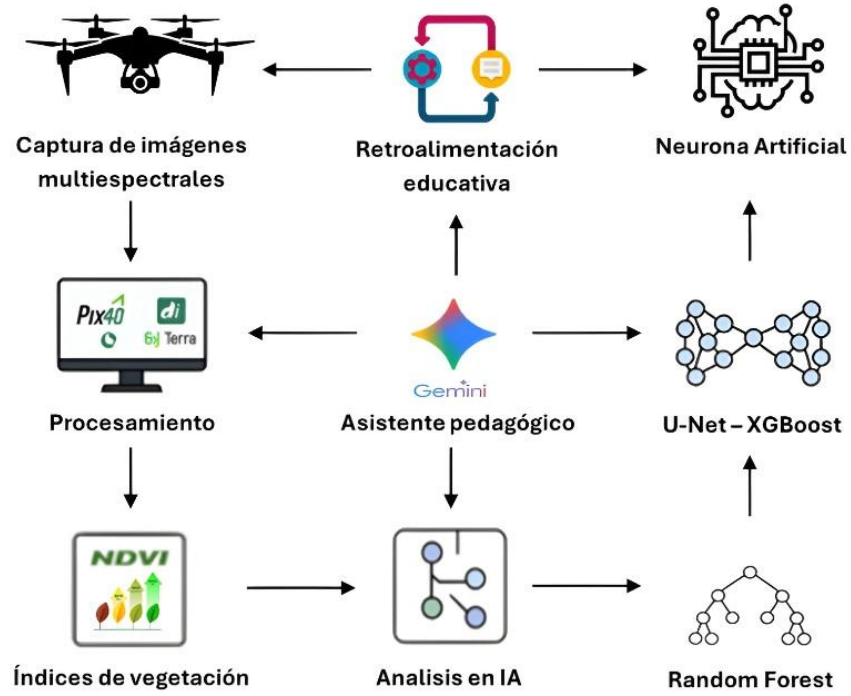 Captura de imágenes
multiespectrales
Retroalimentación
educativa
Neurona Artificial
PIX4D
di
Terra
Procesamiento
Gemini
Asistente pedagógico
U-Net – XGBoost
NDVI
Índices de vegetación
Analisis en IA
Random Forest